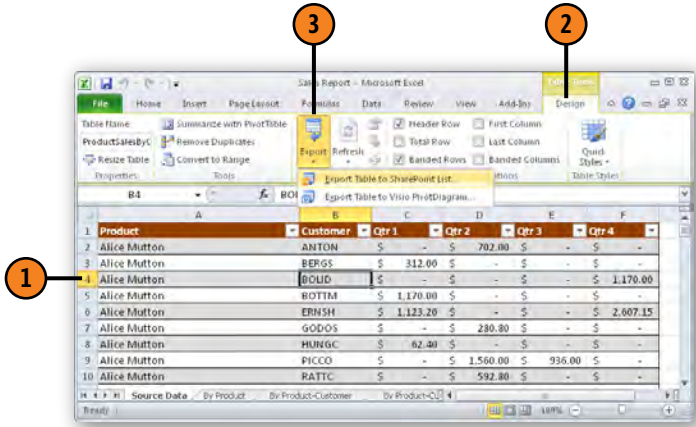 3
2
Sales Report - Microsoft Excel
Table Tools
File Home Insert Page Layout Formulas Data Review View Add-Ins Design
Table Name:
ProductSalesByC
Resize Table
Properties
Summarize with PivotTable
Remove Duplicates
Convert to Range
Tools
Export Refresh
Header Row
Total Row
Banded Rows
First Column
Last Column
Banded Columns
Quick
Styles
Table Styles
Export Table to SharePoint List...
Export Table to Visio PivotDiagram...
B4 fx
A B C D E F
1 Product Customer Qtr 1 Qtr 2 Qtr 3 Qtr 4
2 Alice Mutton ANTON $ - $ 702.00 $ - $ -
3 Alice Mutton BERGS $ 312.00 $ - $ - $ -
1
4 Alice Mutton BOLID $ - $ - $ - $ 1,170.00
5 Alice Mutton BOTTM $ 1,170.00 $ - $ - $ -
6 Alice Mutton ERNSH $ 1,123.20 $ - $ - $ 2,607.15
7 Alice Mutton GODOS $ - $ 280.80 $ - $ -
8 Alice Mutton HUNGC $ 62.40 $ - $ - $ -
9 Alice Mutton PICCO $ - $ 1,560.00 $ 936.00 $ -
10 Alice Mutton RATTC $ - $ 592.80 $ - $ -
Source Data By Product By Product-Customer By Product-Cu
Ready 100%